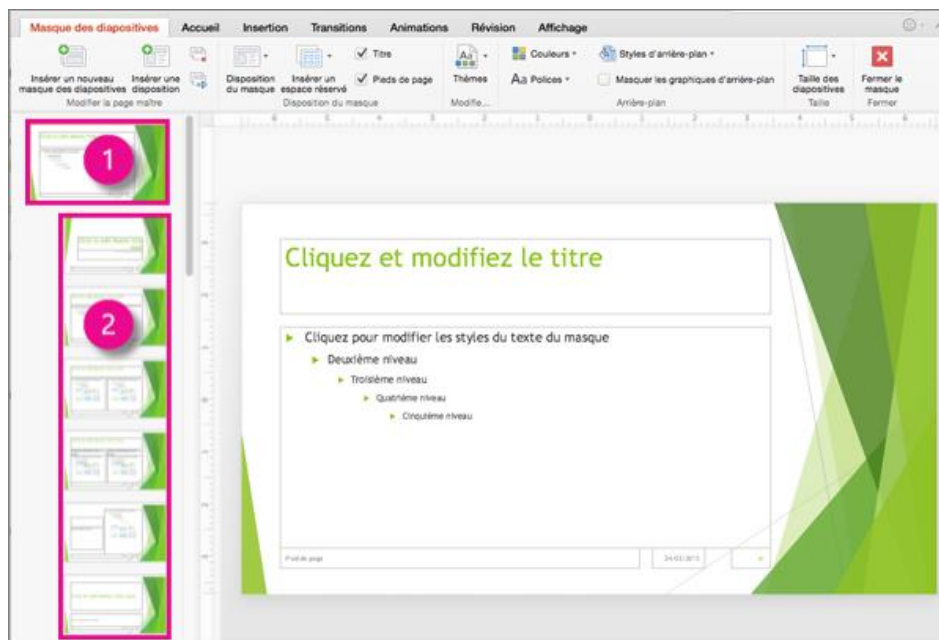 Masque des diapositives Accueil Insertion Transitions Animations Révision Affichage
Insérer un nouveau masque des diapositives
Insérer une disposition
Modifier la page maître
Disposition du masque
Insérer un espace réservé
Titre
Pieds de page
Disposition du masque
Thèmes
Modifie...
Couleurs
Aa Polices
Styles d'arrière-plan
Masquer les graphiques d'arrière-plan
Arrière-plan
Taille des diapositives
Taille
Fermer le masque
Fermer
1
2
Cliquez et modifiez le titre
Cliquez pour modifier les styles du texte du masque
Deuxième niveau
Troisième niveau
Quatrième niveau
Cinquième niveau
Pied de page